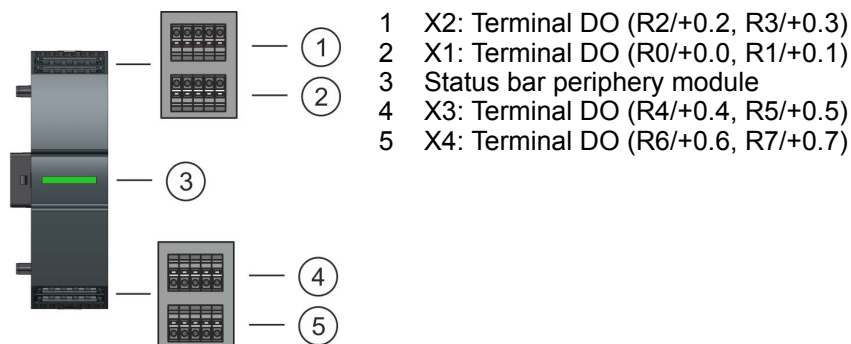 1 X2: Terminal DO (R2/+0.2, R3/+0.3)
2 X1: Terminal DO (R0/+0.0, R1/+0.1)
3 Status bar periphery module
4 X3: Terminal DO (R4/+0.4, R5/+0.5)
5 X4: Terminal DO (R6/+0.6, R7/+0.7)
1
2
3
4
5